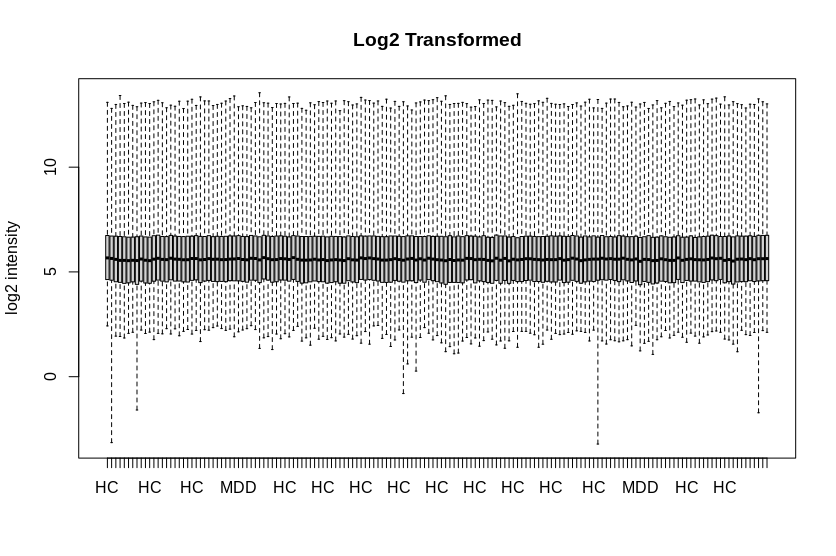 Log2 Transformed
log2 intensity
10
5
0
HC HC HC MDD HC HC HC HC HC HC HC HC HC MDD HC HC